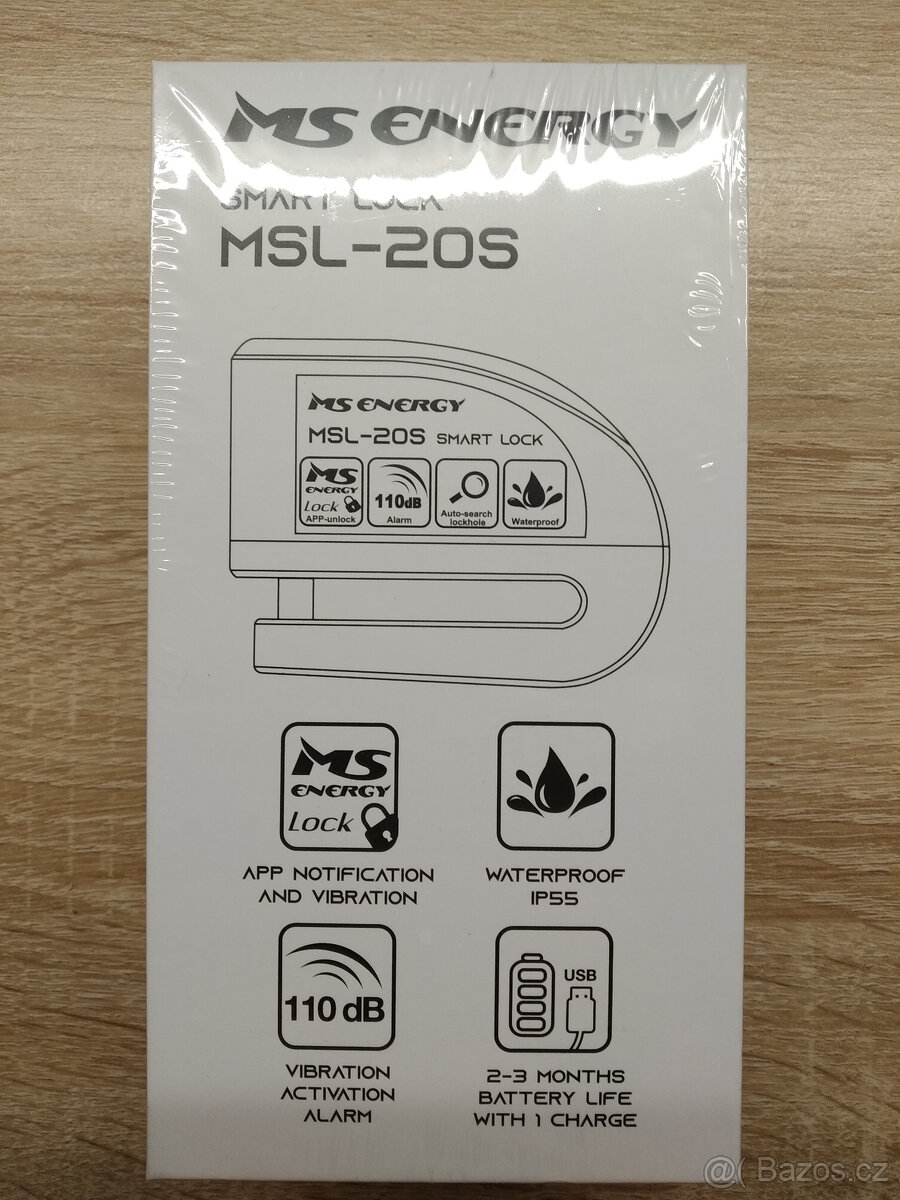 MS ENERGY
SMART LOCK
MSL-20S
MS ENERGY
MSL-20S SMART LOCK
MS
ENERGY
Lock
APP-unlock
110dB
Alarm
Auto-search
lockhole
Waterproof
MS
ENERGY
Lock
APP NOTIFICATION
AND VIBRATION
WATERPROOF
IP55
110 dB
VIBRATION
ACTIVATION
ALARM
USB
2-3 MONTHS
BATTERY LIFE
WITH 1 CHARGE
@( Bazos.cz